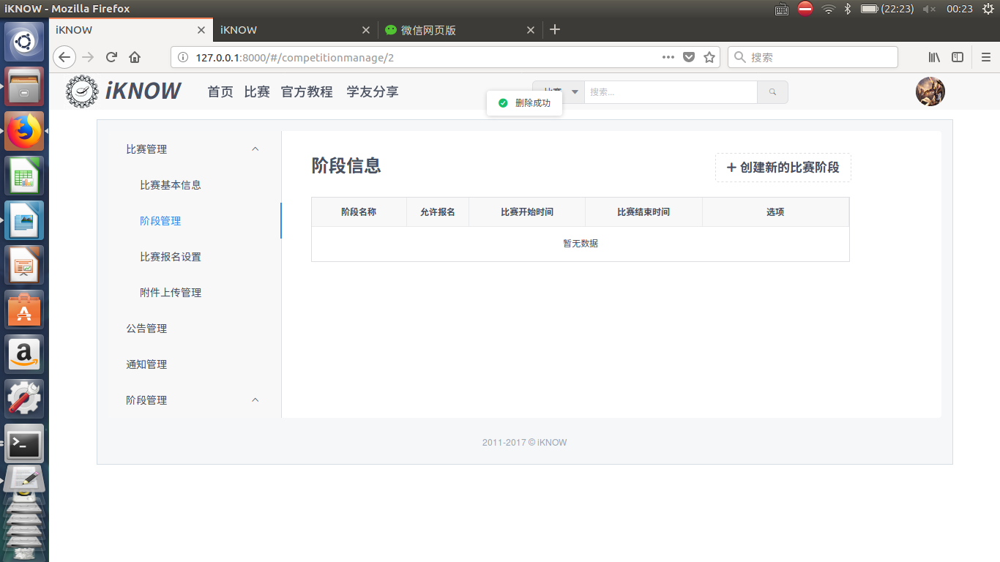 iKNOW - Mozilla Firefox
(22:23)
00:23
iKNOW
iKNOW
微信网页版
127.0.0.1:8000/#/competitionmanage/2
搜索
iKNOW
首页
比赛
官方教程
学友分享
搜索...
删除成功
比赛管理
比赛基本信息
阶段管理
比赛报名设置
附件上传管理
公告管理
通知管理
阶段管理
阶段信息
+ 创建新的比赛阶段
阶段名称
允许报名
比赛开始时间
比赛结束时间
选项
暂无数据
2011-2017 © iKNOW